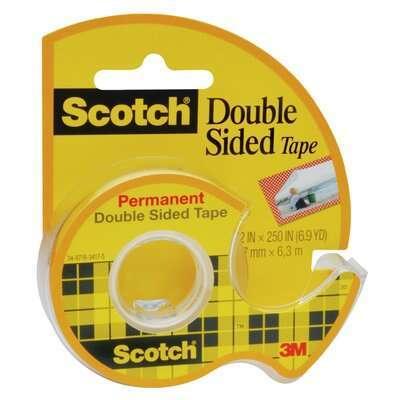 Scotch®
Double
Sided Tape
Permanent
Double Sided Tape
2 IN × 250 IN (6.9 YD)
mm × 6,3 m
Scotch™
3M